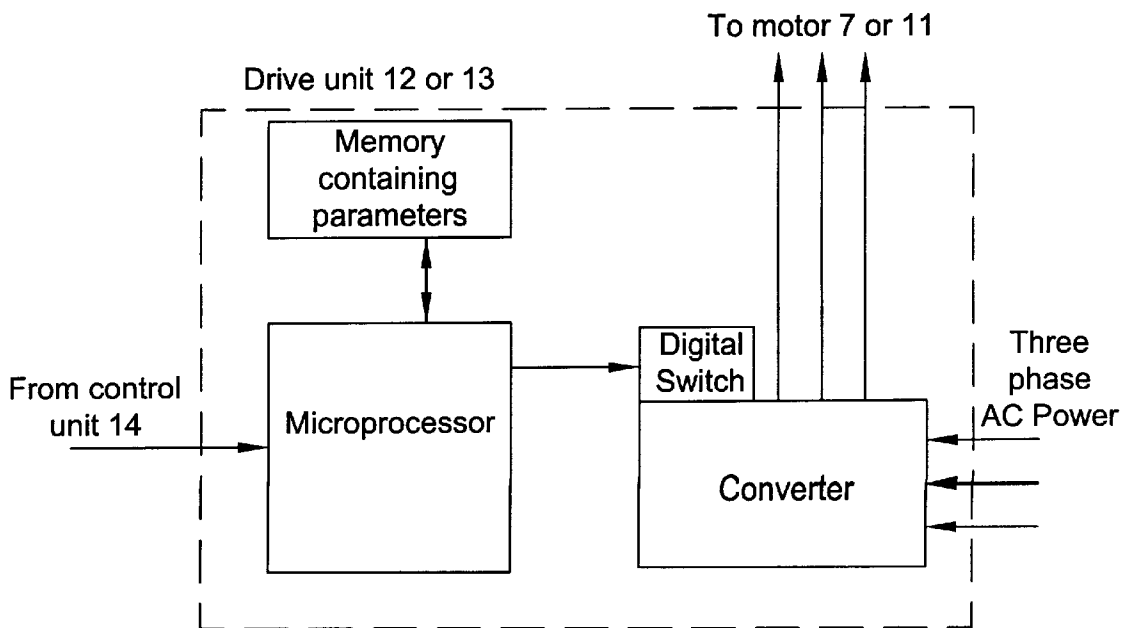 To motor 7 or 11
Drive unit 12 or 13
Memory
containing
parameters
Digital
Switch
Three
phase
AC Power
From control
unit 14
Microprocessor
Converter